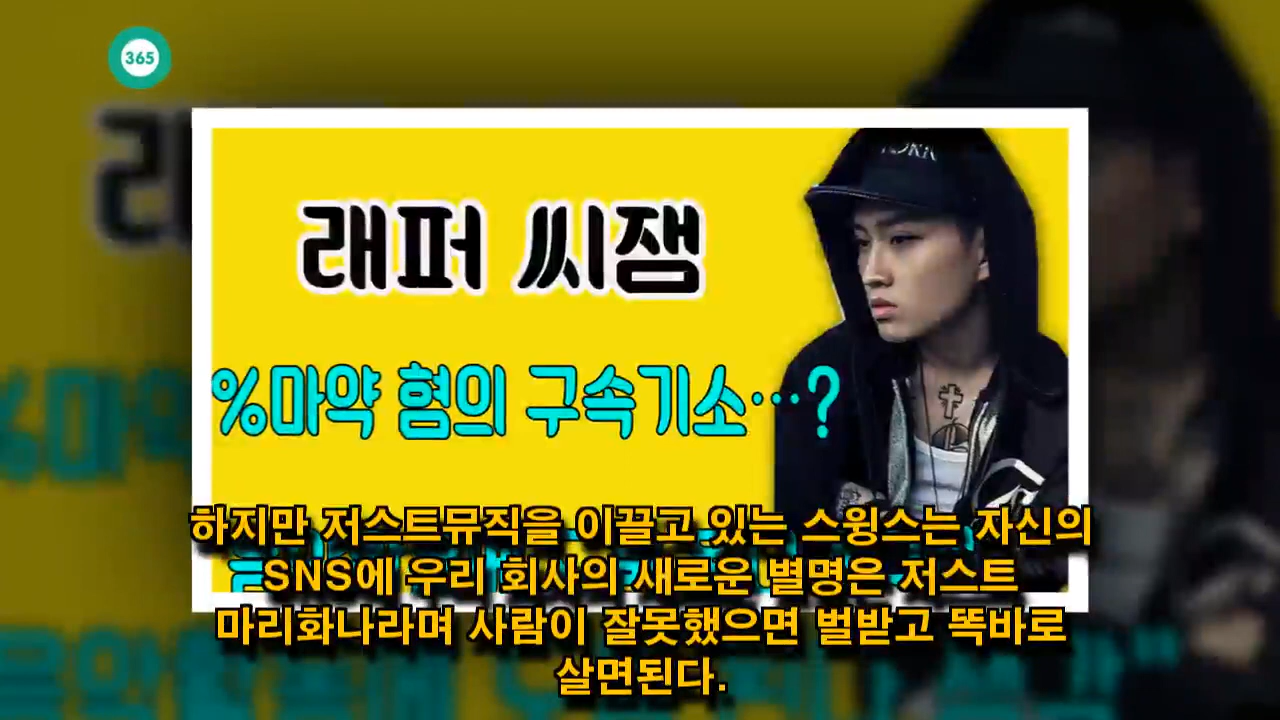 365
래퍼 씨잼
%마약 혐의 구속기소…?
하지만 저스트뮤직을 이끌고 있는 스윙스는 자신의
SNS에 우리 회사의 새로운 별명은 저스트
마리화나라며 사람이 잘못했으면 벌받고 똑바로
살면된다.